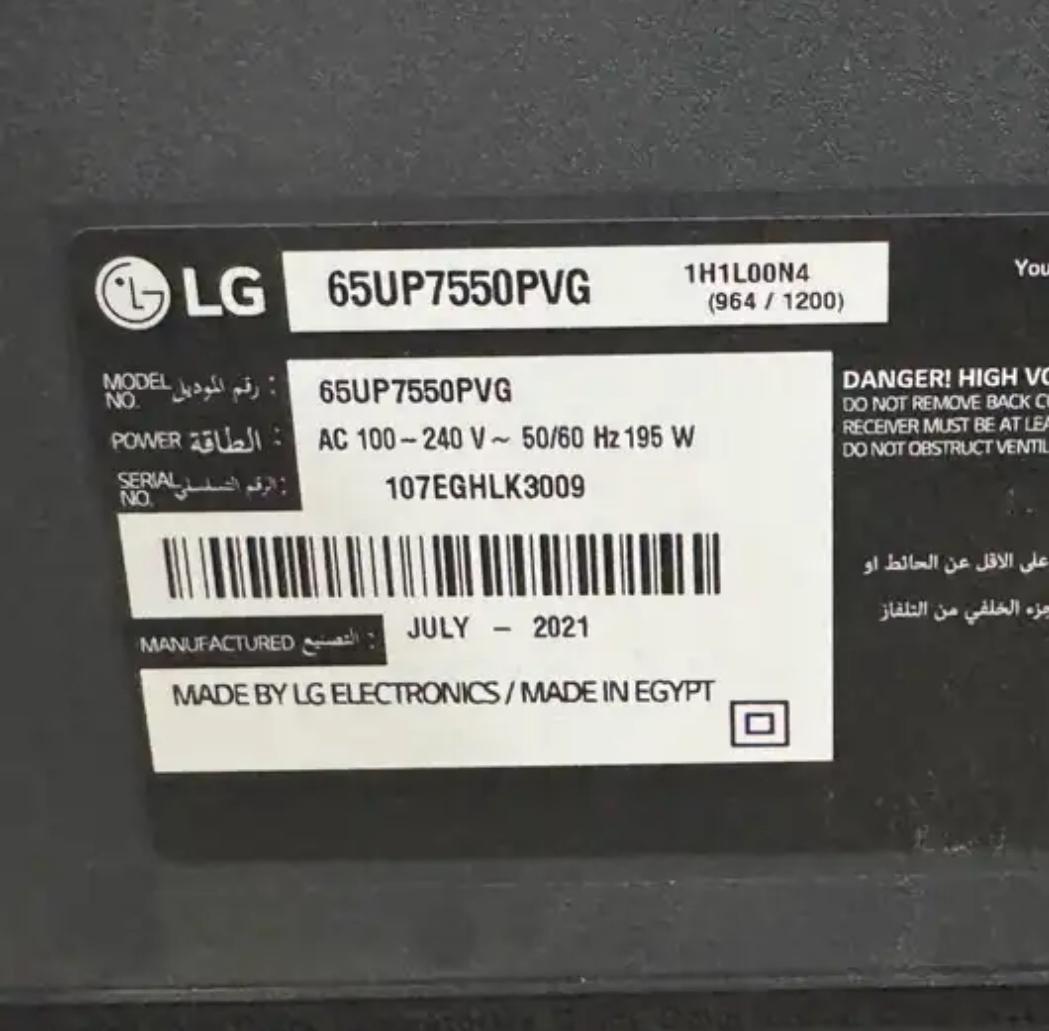 LG
65UP7550PVG
1H1L00N4
(964 / 1200)
You
MODEL NO. رقم الموديل :
65UP7550PVG
POWER الطاقة :
AC 100 – 240 V ~ 50/60 Hz 195 W
SERIAL NO. الرقم التسلسلي :
107EGHLK3009
MANUFACTURED التصنيع :
JULY – 2021
MADE BY LG ELECTRONICS / MADE IN EGYPT
DANGER! HIGH VO
DO NOT REMOVE BACK CO
RECEIVER MUST BE AT LEA
DO NOT OBSTRUCT VENTIL
على الاقل عن الحائط او
جزء الخلفي من التلفاز